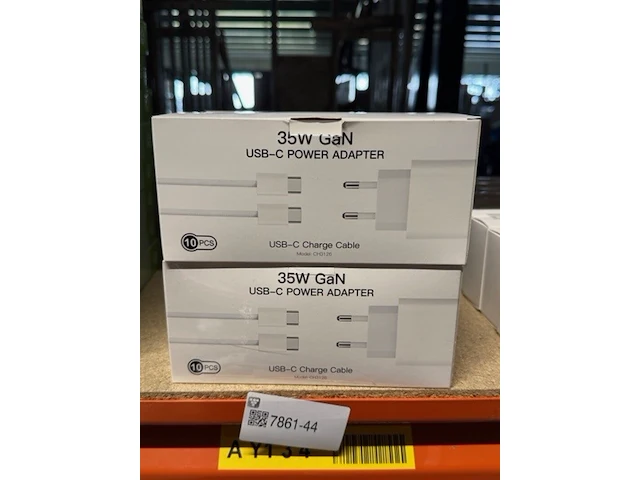 35W GaN
USB-C POWER ADAPTER
10 PCS
USB-C Charge Cable
35W GaN
USB-C POWER ADAPTER
10 PCS
USB-C Charge Cable
7861-44